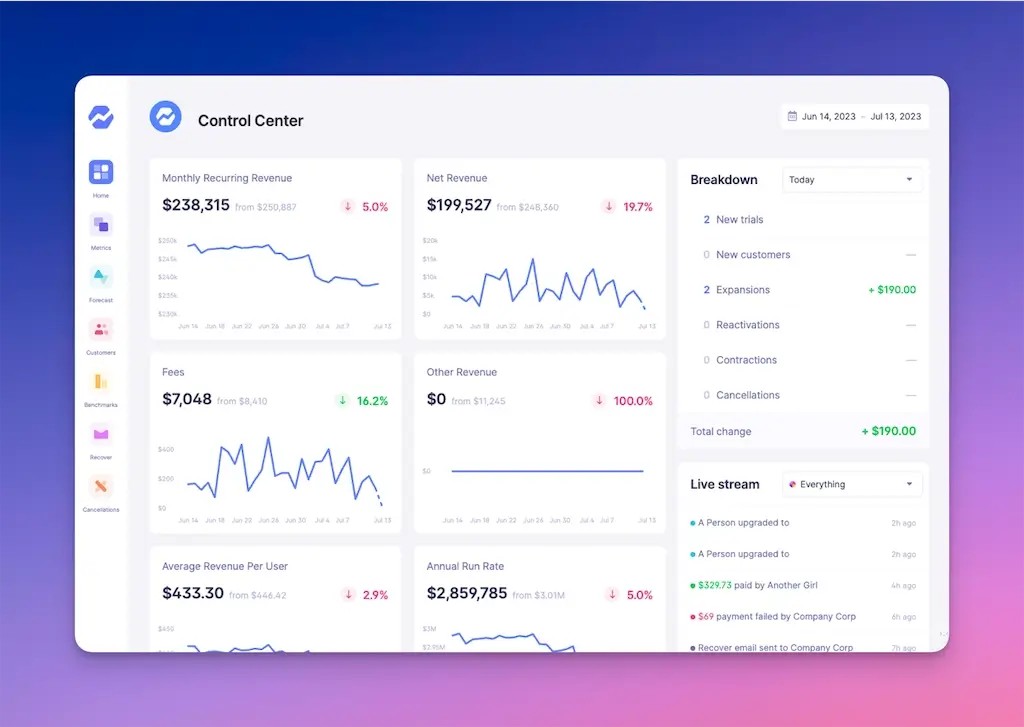 Control Center
Jun 14, 2023 – Jul 13, 2023
Home
Metrics
Forecast
Customers
Benchmarks
Recover
Cancellations
Monthly Recurring Revenue
$238,315 from $250,887 ↓ 5.0%
$250k
$245k
$240k
$235k
$230k
Jun 14 Jun 18 Jun 22 Jun 26 Jun 30 Jul 4 Jul 7 Jul 13
Net Revenue
$199,527 from $248,360 ↓ 19.7%
$20k
$15k
$10k
$5k
$0
Jun 14 Jun 18 Jun 22 Jun 26 Jun 30 Jul 4 Jul 7 Jul 13
Fees
$7,048 from $8,410 ↓ 16.2%
$400
$200
$0
Jun 14 Jun 18 Jun 22 Jun 26 Jun 30 Jul 4 Jul 7 Jul 13
Other Revenue
$0 from $11,245 ↓ 100.0%
$0
Jun 14 Jun 18 Jun 22 Jun 26 Jun 30 Jul 4 Jul 7 Jul 13
Average Revenue Per User
$433.30 from $446.42 ↓ 2.9%
$450
Annual Run Rate
$2,859,785 from $3.01M ↓ 5.0%
$3M
$2.95M
Breakdown Today
2 New trials
0 New customers —
2 Expansions + $190.00
0 Reactivations —
0 Contractions —
0 Cancellations —
Total change + $190.00
Live stream Everything
A Person upgraded to 2h ago
A Person upgraded to 2h ago
$329.73 paid by Another Girl 4h ago
$69 payment failed by Company Corp 6h ago
Recover email sent to Company Corp 7h ago